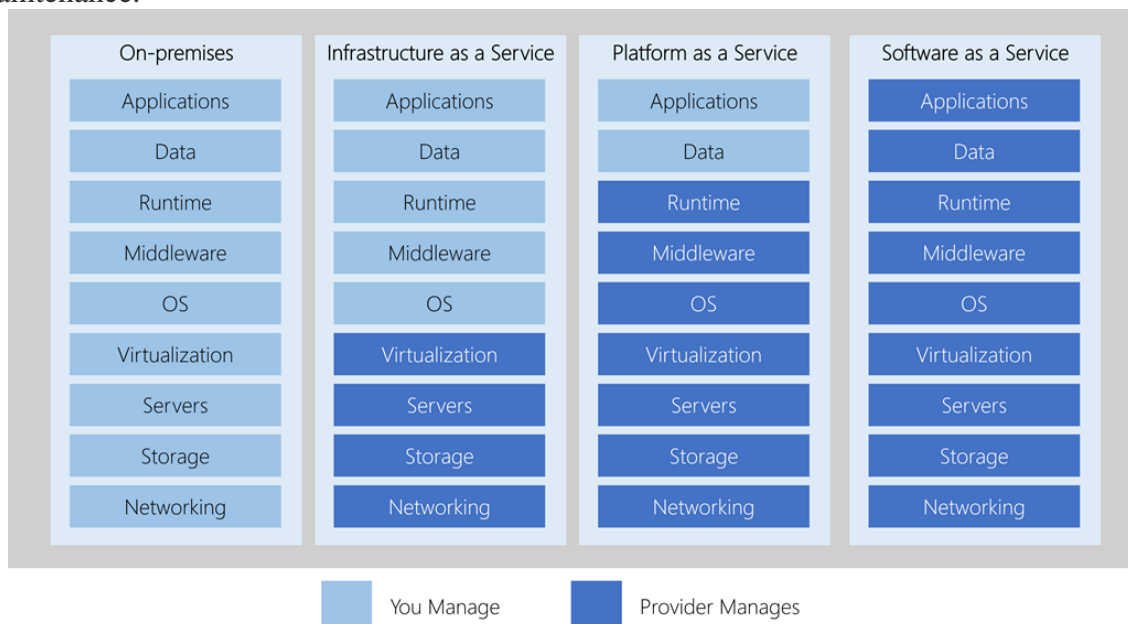 aintenance.
On-premises Infrastructure as a Service Platform as a Service Software as a Service
Applications Applications Applications Applications
Data Data Data Data
Runtime Runtime Runtime Runtime
Middleware Middleware Middleware Middleware
OS OS OS OS
Virtualization Virtualization Virtualization Virtualization
Servers Servers Servers Servers
Storage Storage Storage Storage
Networking Networking Networking Networking
You Manage Provider Manages